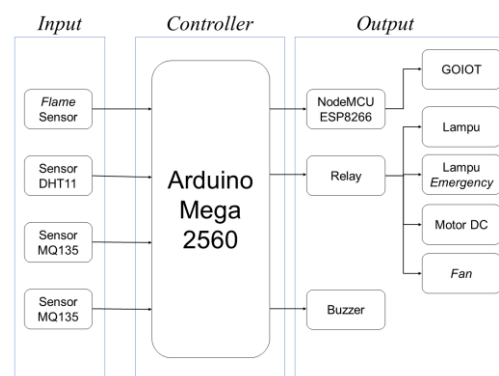 Input
Controller
Output
Flame
Sensor
Sensor
DHT11
Sensor
MQ135
Sensor
MQ135
Arduino
Mega
2560
NodeMCU
ESP8266
Relay
Buzzer
GOIOT
Lampu
Lampu
Emergency
Motor DC
Fan